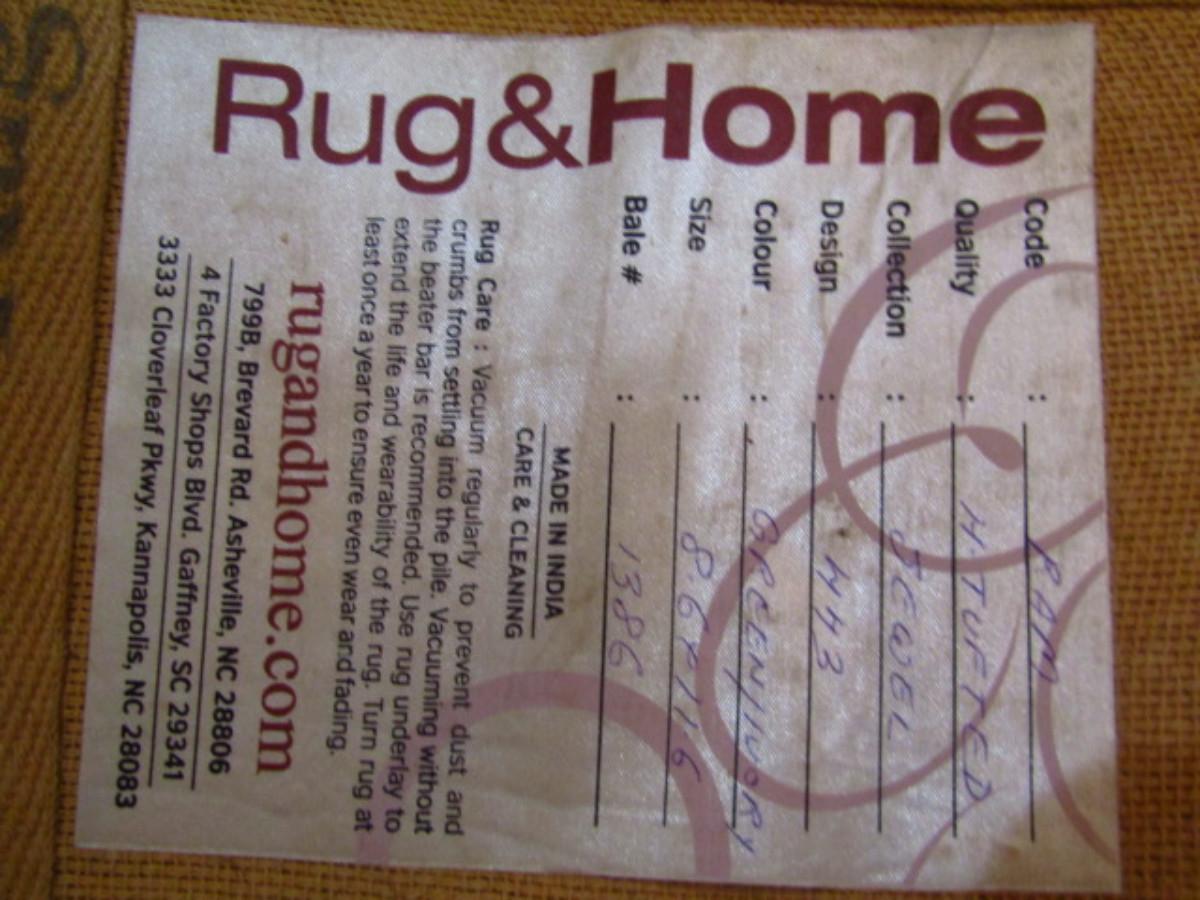 Rug&Home
Code : RAM
Quality : H.TUFTED
Collection : JEWEL
Design : 443
Colour : GREEN/IVORY
Size : 8.6x11.6
Bale # : 1386
MADE IN INDIA
CARE & CLEANING
Rug Care : Vacuum regularly to prevent dust and
crumbs from settling into the pile. Vacuuming without
the beater bar is recommended. Use rug underlay to
extend the life and wearability of the rug. Turn rug at
least once a year to ensure even wear and fading.
rugandhome.com
799B, Brevard Rd. Asheville, NC 28806
4 Factory Shops Blvd. Gaffney, SC 29341
3333 Cloverleaf Pkwy, Kannapolis, NC 28083